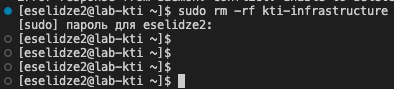 [eselidze2@lab-kti ~]$ sudo rm -rf kti-infrastructure
[sudo] пароль для eselidze2:
[eselidze2@lab-kti ~]$
[eselidze2@lab-kti ~]$
[eselidze2@lab-kti ~]$
[eselidze2@lab-kti ~]$